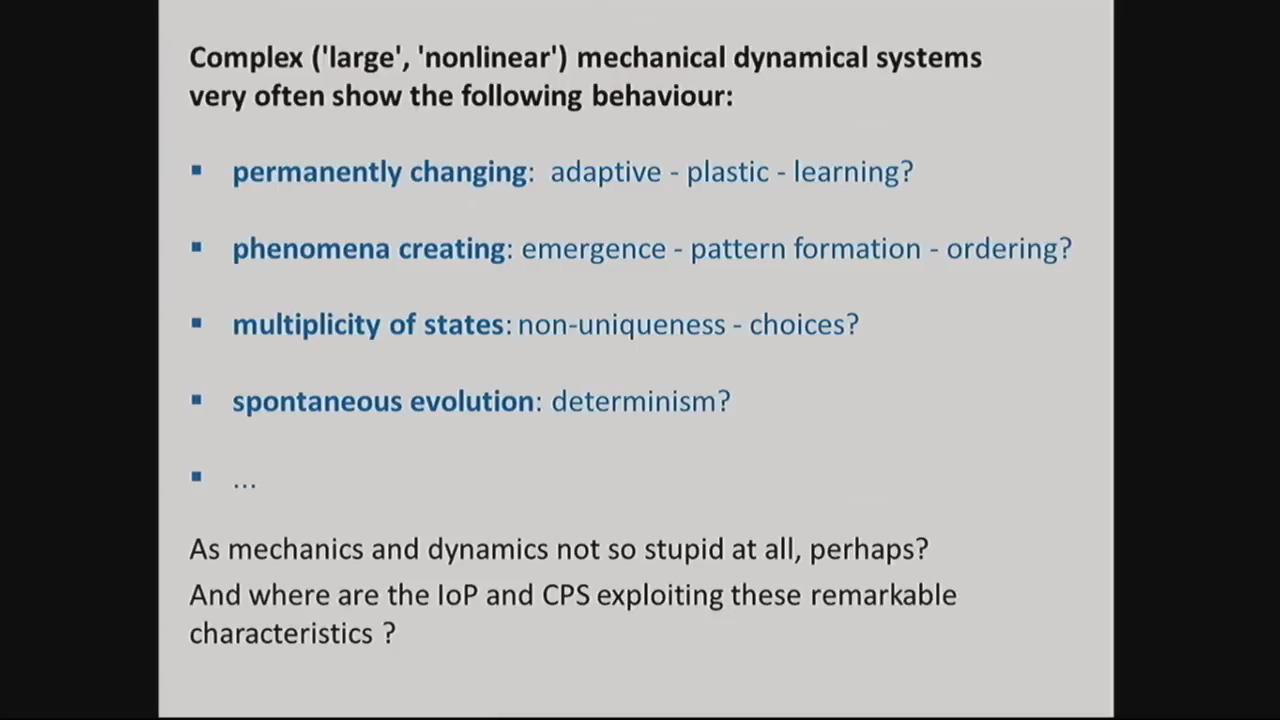 Complex ('large', 'nonlinear') mechanical dynamical systems
very often show the following behaviour:
▪ permanently changing: adaptive - plastic - learning?
▪ phenomena creating: emergence - pattern formation - ordering?
▪ multiplicity of states: non-uniqueness - choices?
▪ spontaneous evolution: determinism?
▪ ...
As mechanics and dynamics not so stupid at all, perhaps?
And where are the IoP and CPS exploiting these remarkable
characteristics ?